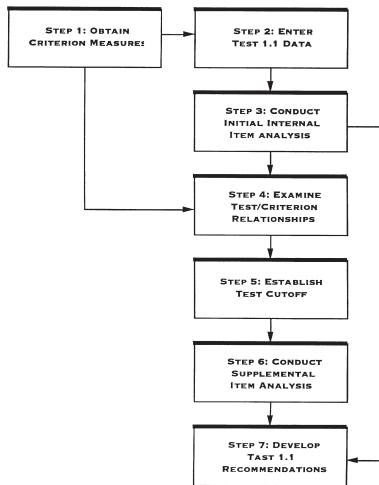 STEP 1: OBTAIN
CRITERION MEASURES
STEP 2: ENTER
TEST 1.1 DATA
STEP 3: CONDUCT
INITIAL INTERNAL
ITEM ANALYSIS
STEP 4: EXAMINE
TEST/CRITERION
RELATIONSHIPS
STEP 5: ESTABLISH
TEST CUTOFF
STEP 6: CONDUCT
SUPPLEMENTAL
ITEM ANALYSIS
STEP 7: DEVELOP
TAST 1.1
RECOMMENDATIONS